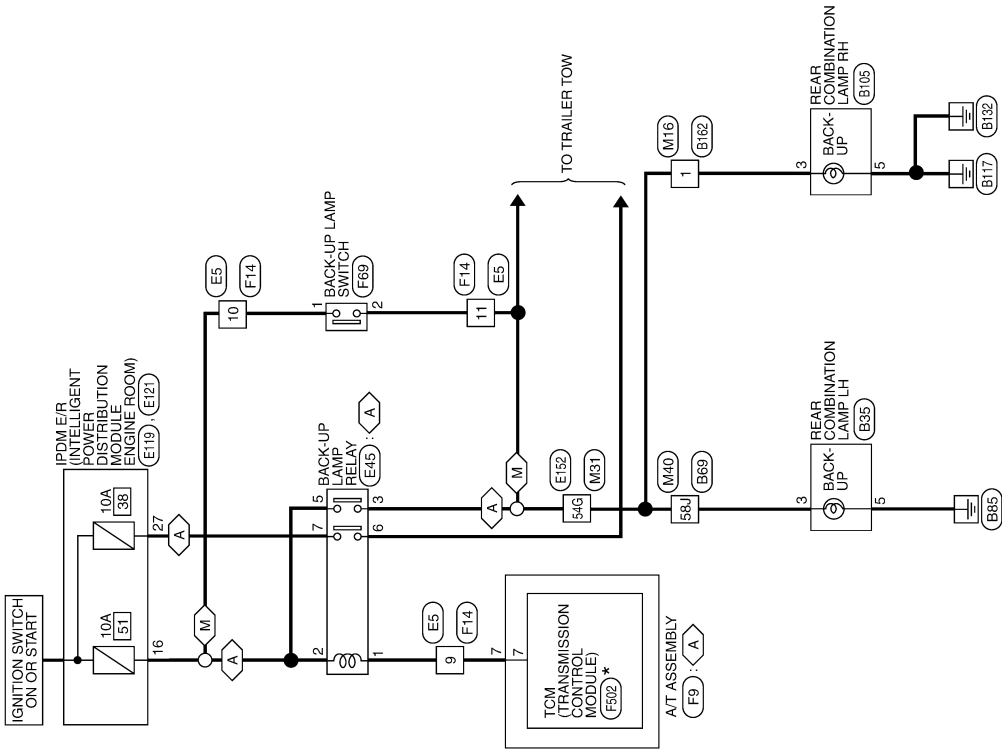 IGNITION SWITCH
ON OR START
IPDM E/R
(INTELLIGENT
POWER
DISTRIBUTION
MODULE
ENGINE ROOM)
E119 , E121
10A
51
10A
38
16
27
A
M
A
E5
F14
10
1
BACK-UP LAMP
SWITCH
F69
2
F14
E5
11
BACK-UP
LAMP
RELAY
E45 : A
2
7
5
1
6
3
A
M
TO TRAILER TOW
E5
F14
9
E152
M31
54G
7
7
TCM
(TRANSMISSION
CONTROL
MODULE)
F502 *
A/T ASSEMBLY
F9 : A
M40
B69
58J
M16
B162
1
3
BACK-
UP
REAR
COMBINATION
LAMP LH
B35
5
B85
3
BACK-
UP
REAR
COMBINATION
LAMP RH
B105
5
B117
B132